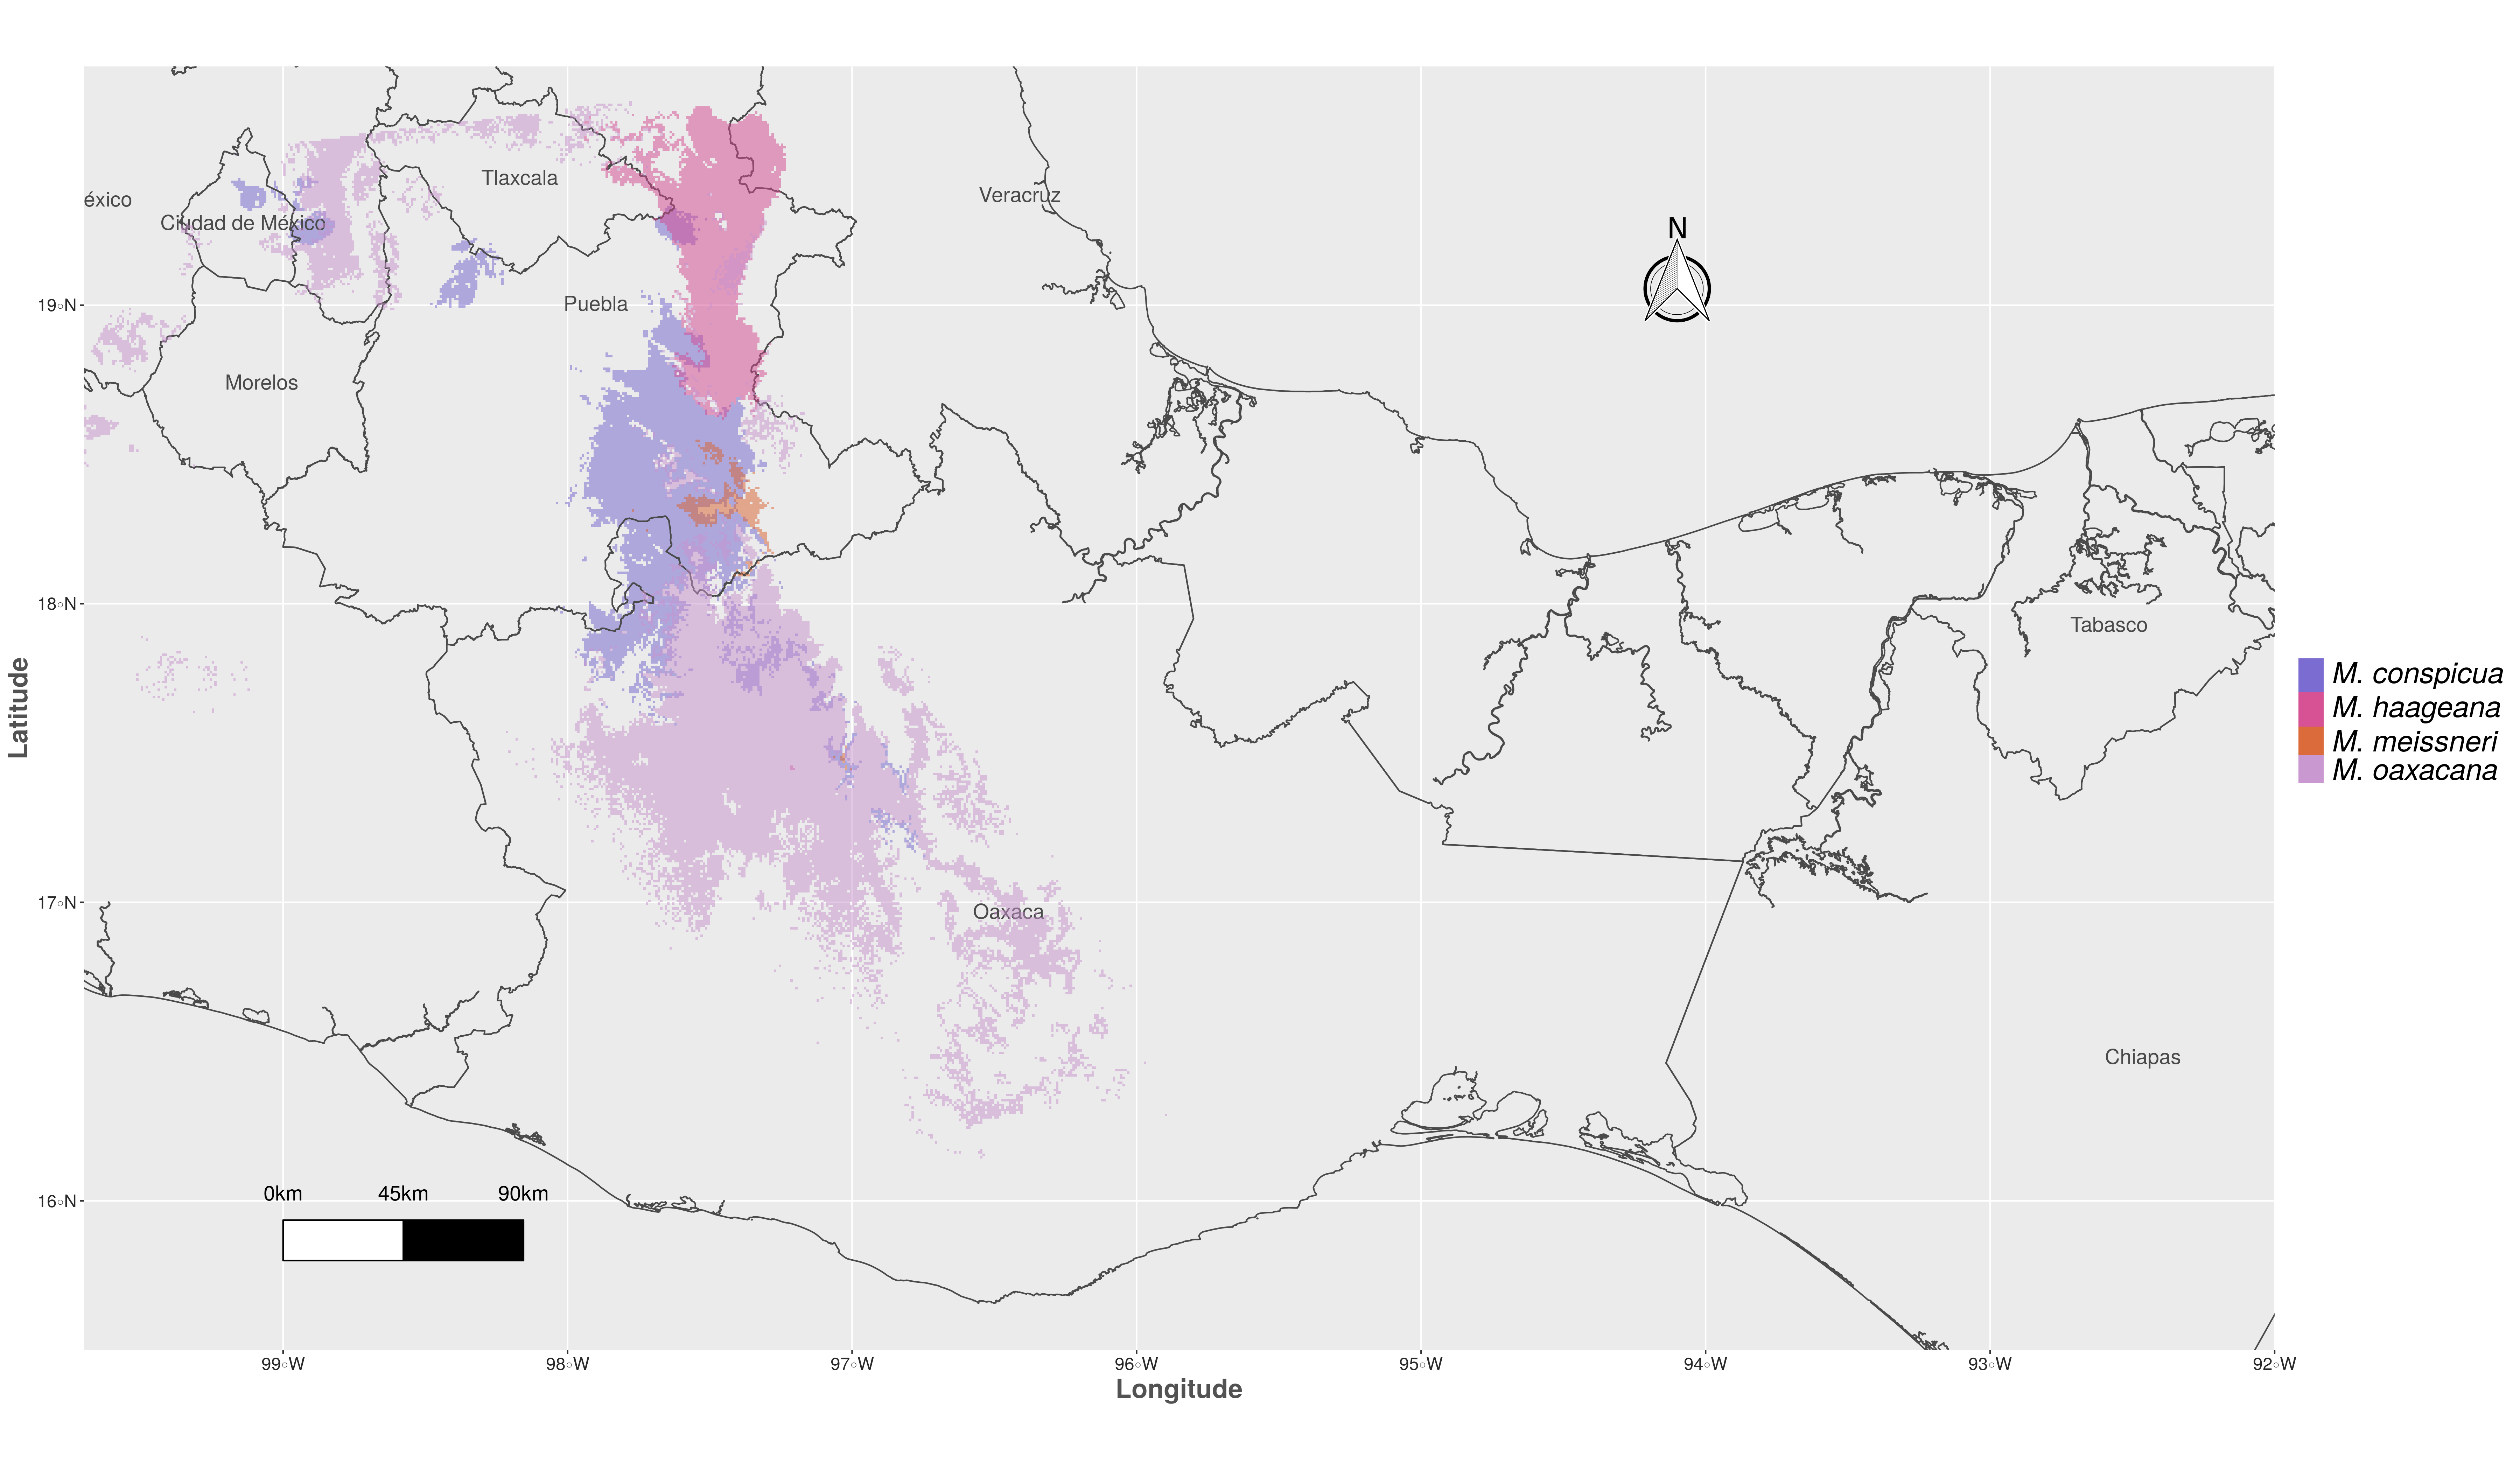 N
Veracruz
Tlaxcala
éxico
Ciudad de México
Puebla
Morelos
Tabasco
Oaxaca
Chiapas
19°N
18°N
17°N
16°N
Latitude
0km 45km 90km
99°W 98°W 97°W 96°W 95°W 94°W 93°W 92°W
Longitude
M. conspicua
M. haageana
M. meissneri
M. oaxacana